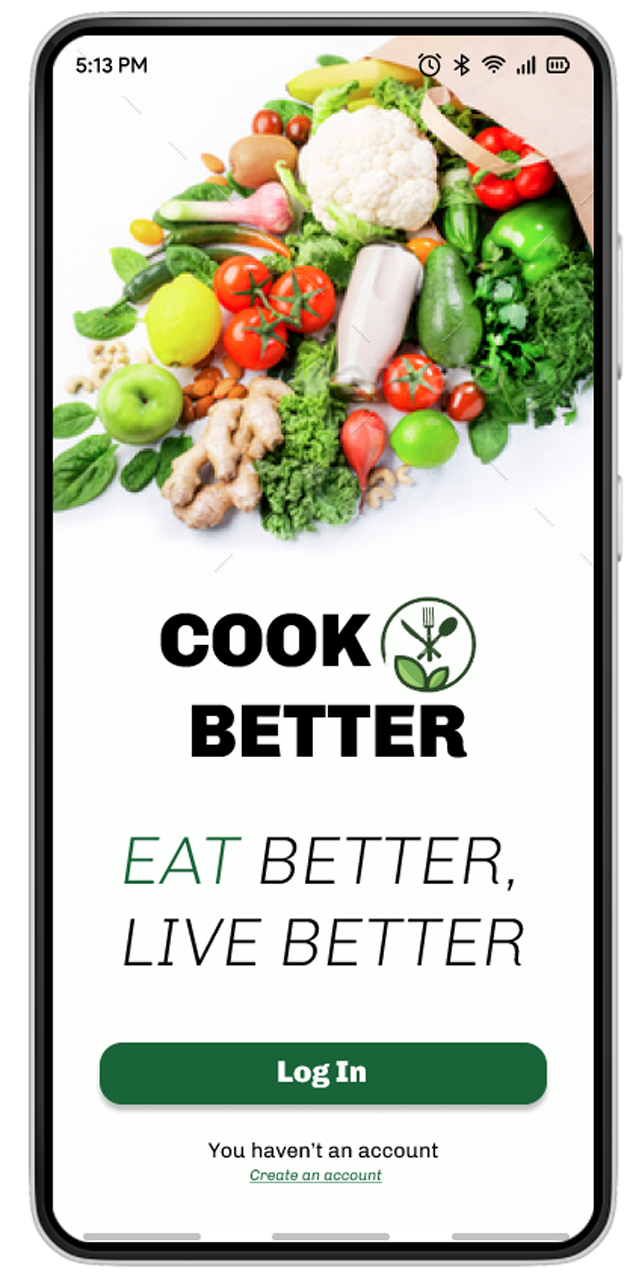 5:13 PM
COOK
BETTER
EAT BETTER,
LIVE BETTER
Log In
You haven't an account
Create an account